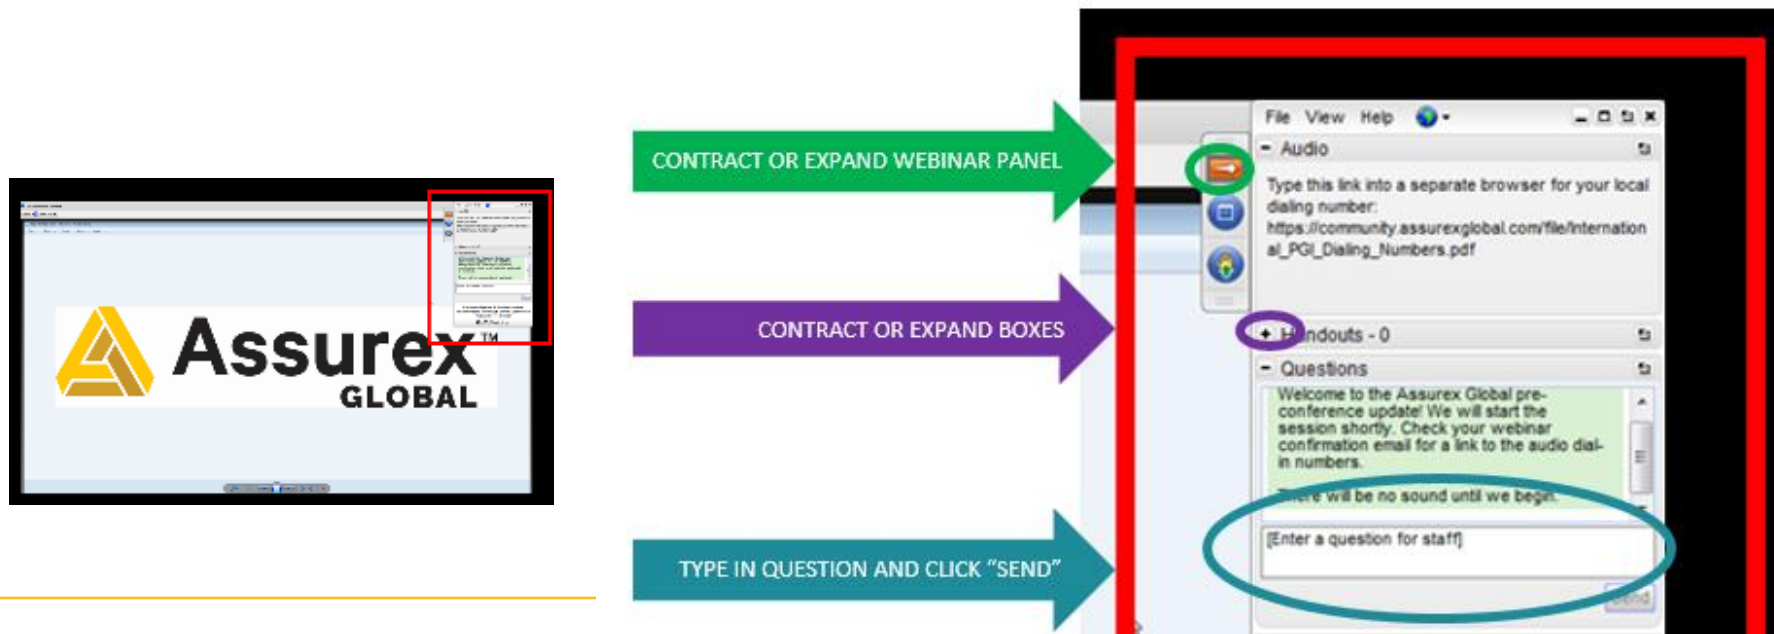 Assurex™
GLOBAL
CONTRACT OR EXPAND WEBINAR PANEL
CONTRACT OR EXPAND BOXES
TYPE IN QUESTION AND CLICK “SEND”
File View Help
- Audio
Type this link into a separate browser for your local
dialing number:
https://community.assurexglobal.com/file/Internation
al_PGI_Dialing_Numbers.pdf
+ Handouts - 0
- Questions
Welcome to the Assurex Global pre-
conference update! We will start the
session shortly. Check your webinar
confirmation email for a link to the audio dial-
in numbers.
There will be no sound until we begin.
[Enter a question for staff]
Send